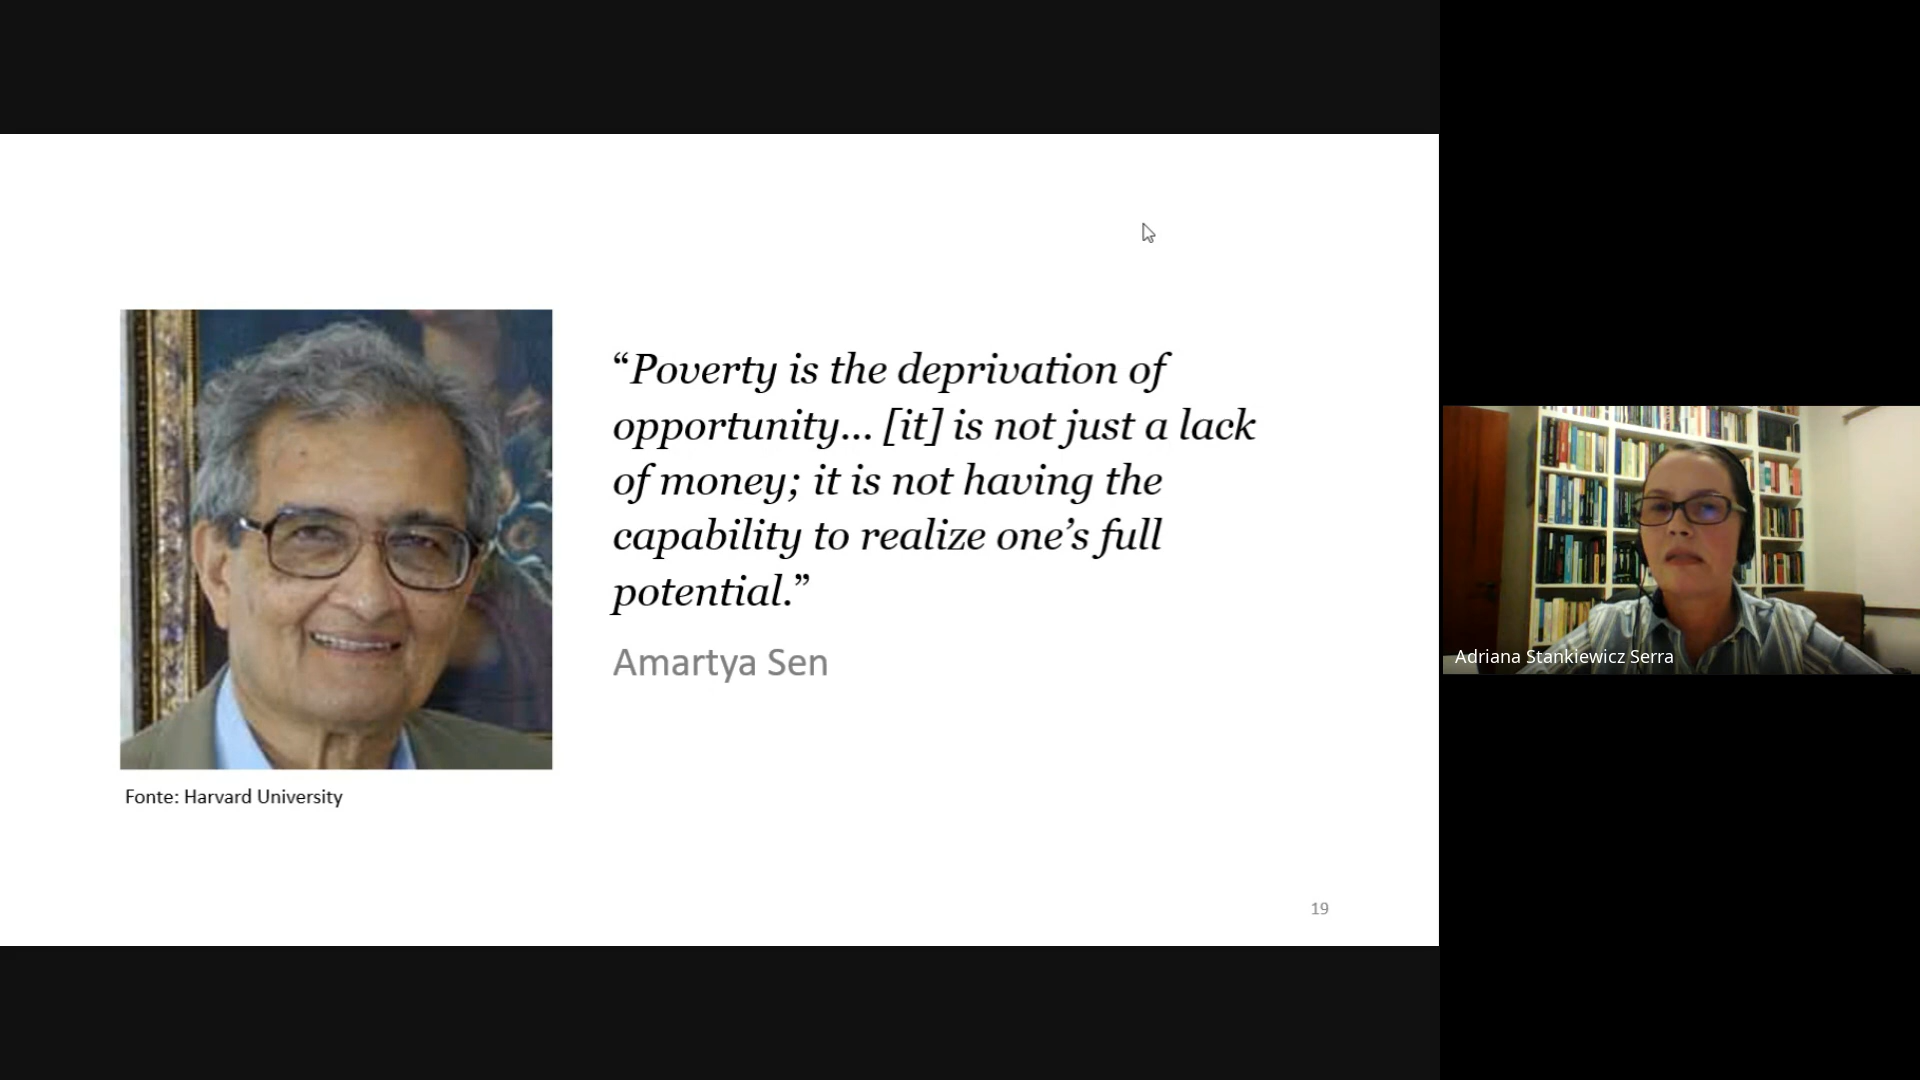 “Poverty is the deprivation of
opportunity... [it] is not just a lack
of money; it is not having the
capability to realize one’s full
potential.”
Amartya Sen
Fonte: Harvard University
19
Adriana Stankiewicz Serra